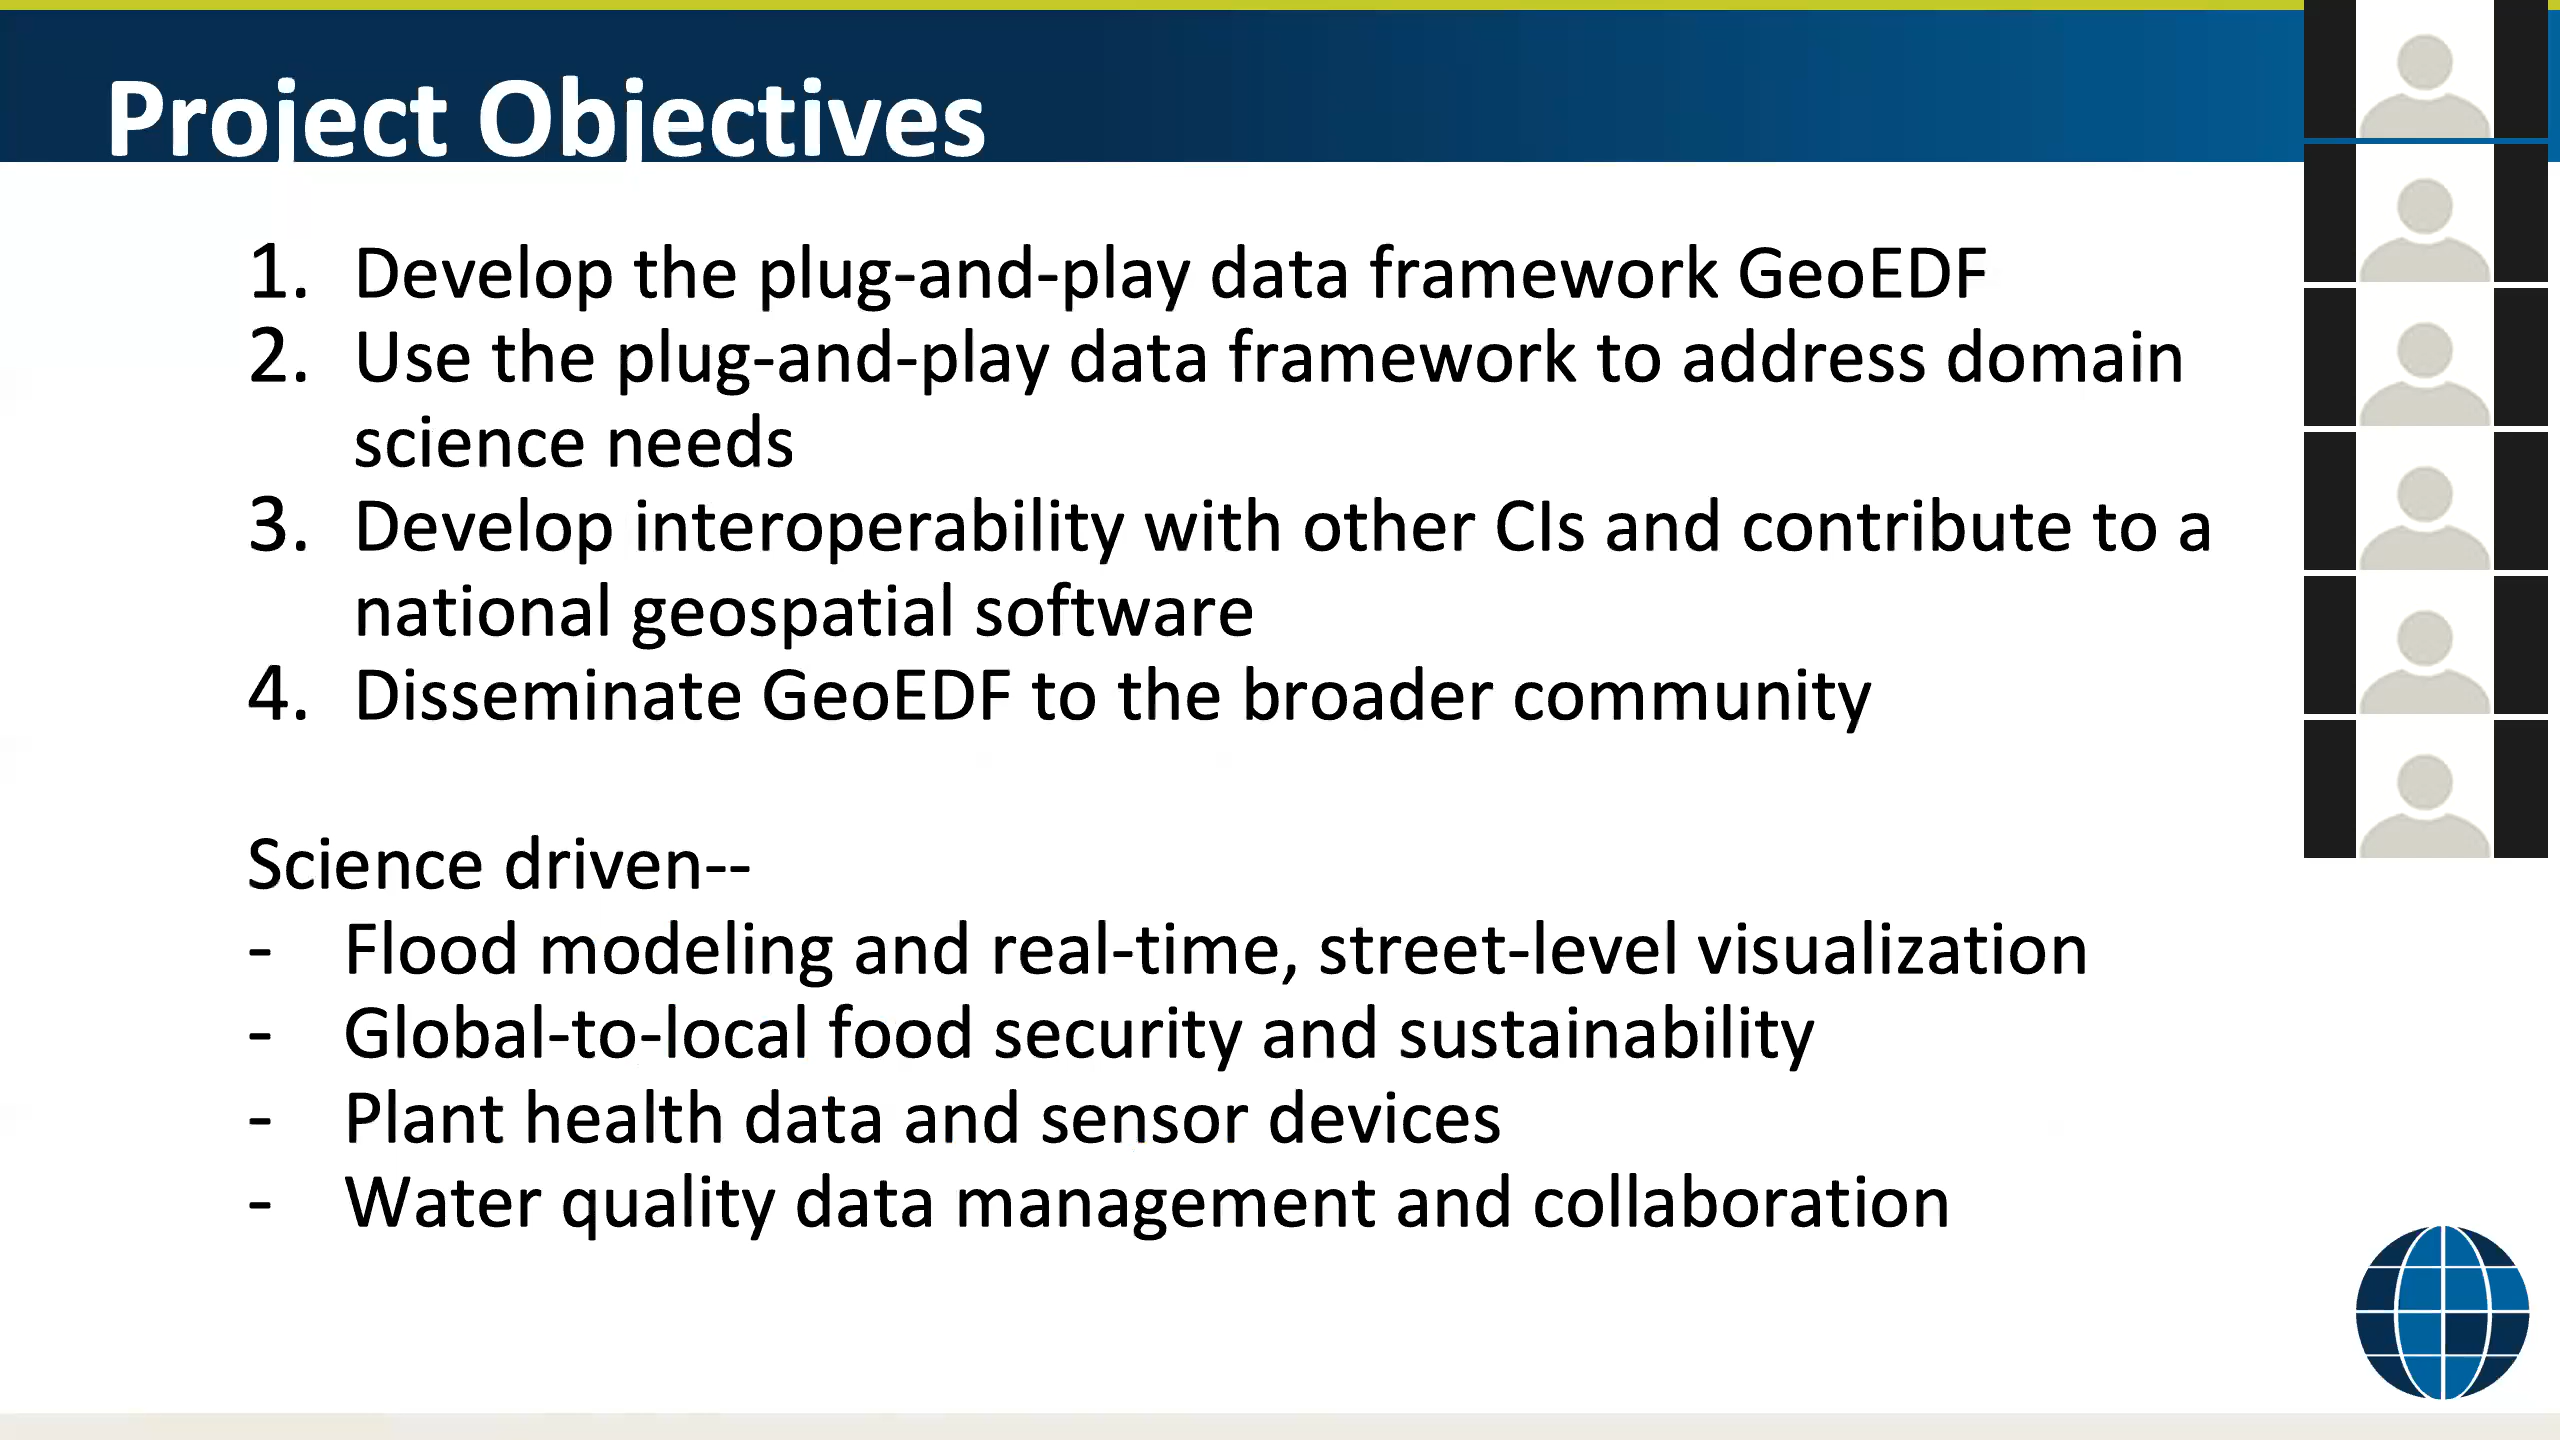 Project Objectives
1. Develop the plug-and-play data framework GeoEDF
2. Use the plug-and-play data framework to address domain
science needs
3. Develop interoperability with other CIs and contribute to a
national geospatial software
4. Disseminate GeoEDF to the broader community
Science driven--
- Flood modeling and real-time, street-level visualization
- Global-to-local food security and sustainability
- Plant health data and sensor devices
- Water quality data management and collaboration